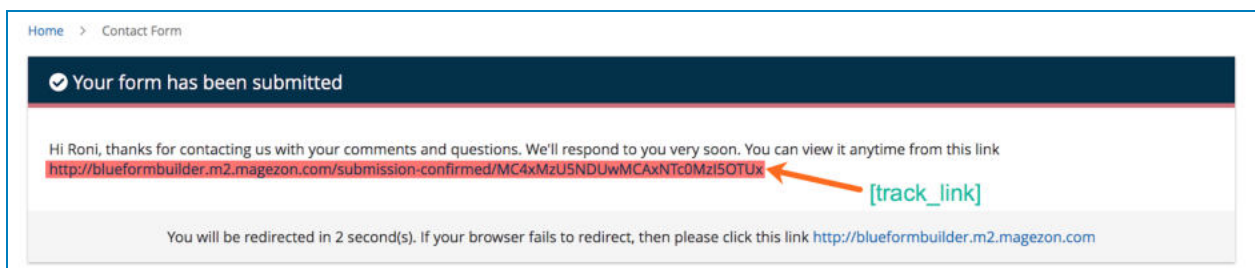 Home > Contact Form
Your form has been submitted
Hi Roni, thanks for contacting us with your comments and questions. We'll respond to you very soon. You can view it anytime from this link
http://blueformbuilder.m2.magezon.com/submission-confirmed/MC4xMzU5NDUwMCAxNTc0MzI5OTUx
[track_link]
You will be redirected in 2 second(s). If your browser fails to redirect, then please click this link http://blueformbuilder.m2.magezon.com